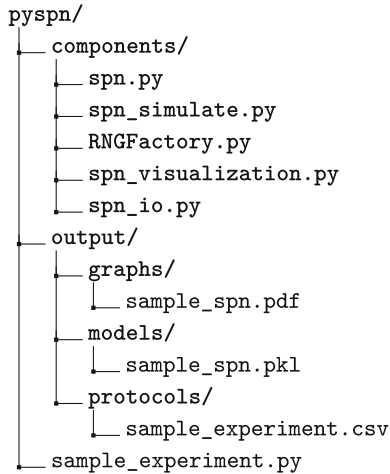 pyspn/
components/
spn.py
spn_simulate.py
RNGFactory.py
spn_visualization.py
spn_io.py
output/
graphs/
sample_spn.pdf
models/
sample_spn.pkl
protocols/
sample_experiment.csv
sample_experiment.py